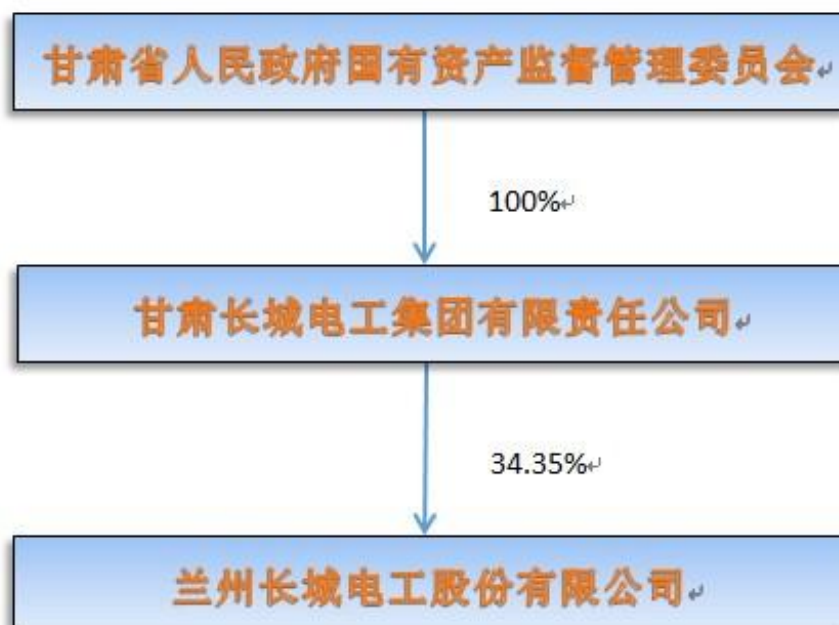 甘肃省人民政府国有资产监督管理委员会
100%
甘肃长城电工集团有限责任公司
34.35%
兰州长城电工股份有限公司